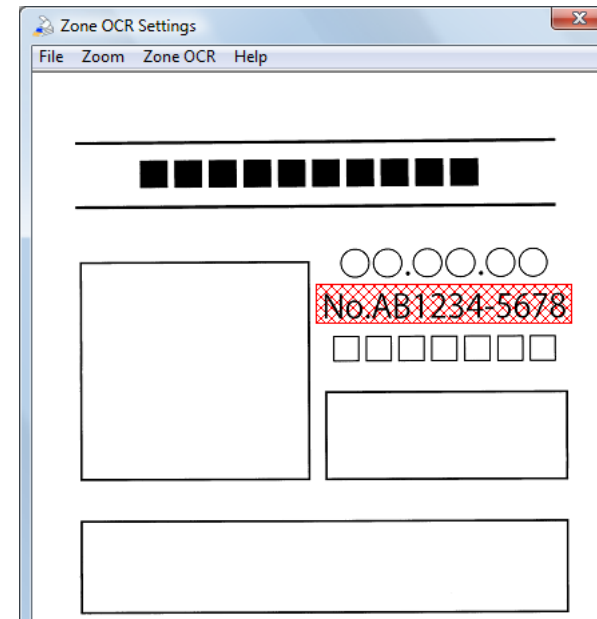 Zone OCR Settings
File Zoom Zone OCR Help
■■■■■■■■■■
○○.○○.○○
No.AB1234-5678
□□□□□□□